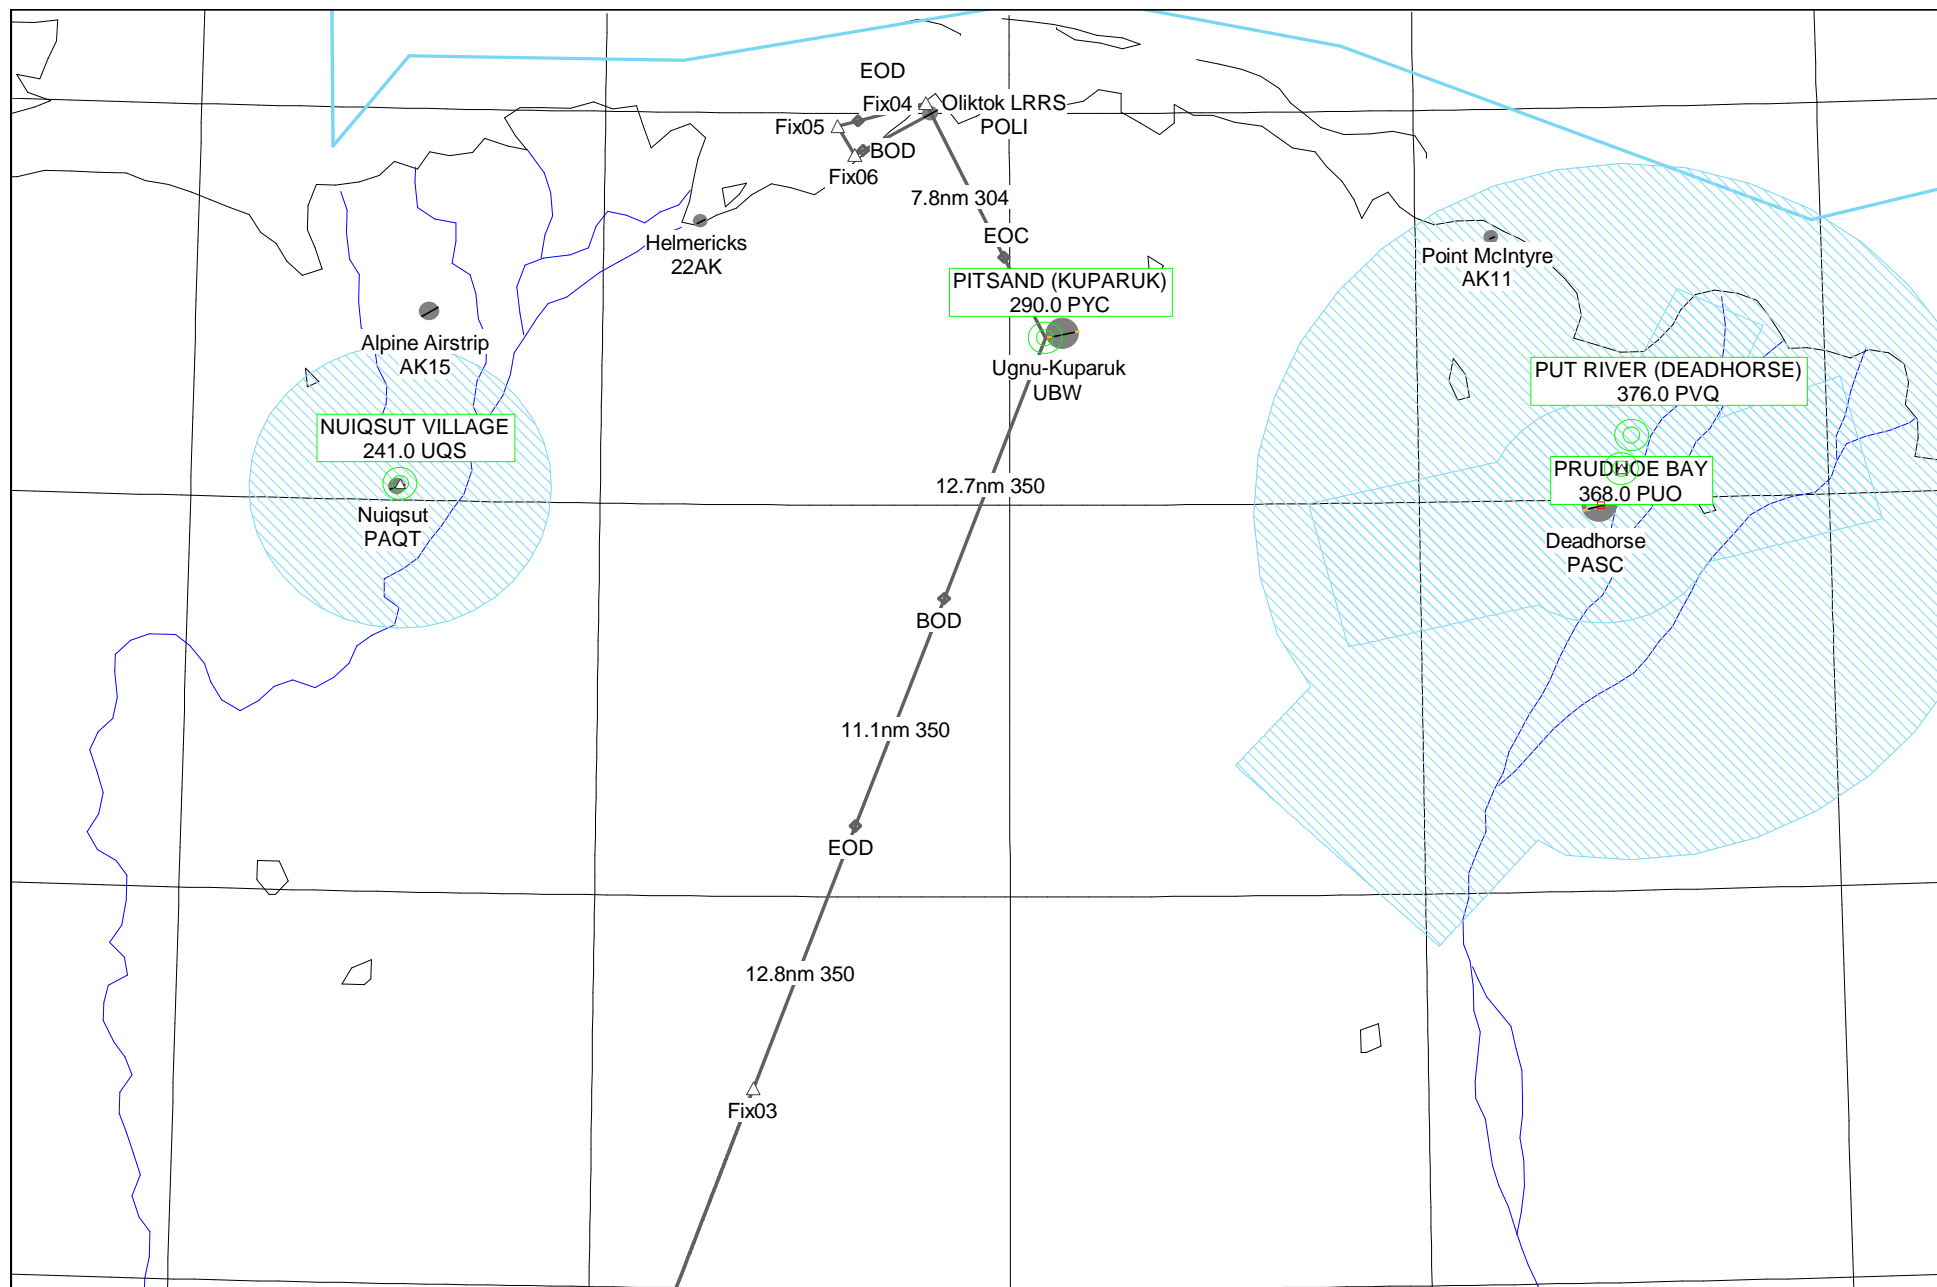 EOD
Fix04
Oliktok LRRS
POLI
Fix05
BOD
Fix06
7.8nm 304
EOC
Helmericks
22AK
Point McIntyre
AK11
PITSAND (KUPARUK)
290.0 PYC
Alpine Airstrip
AK15
Ugnu-Kuparuk
UBW
PUT RIVER (DEADHORSE)
376.0 PVQ
NUIQSUT VILLAGE
241.0 UQS
PRUDHOE BAY
368.0 PUO
12.7nm 350
Nuiqsut
PAQT
Deadhorse
PASC
BOD
11.1nm 350
EOD
12.8nm 350
Fix03